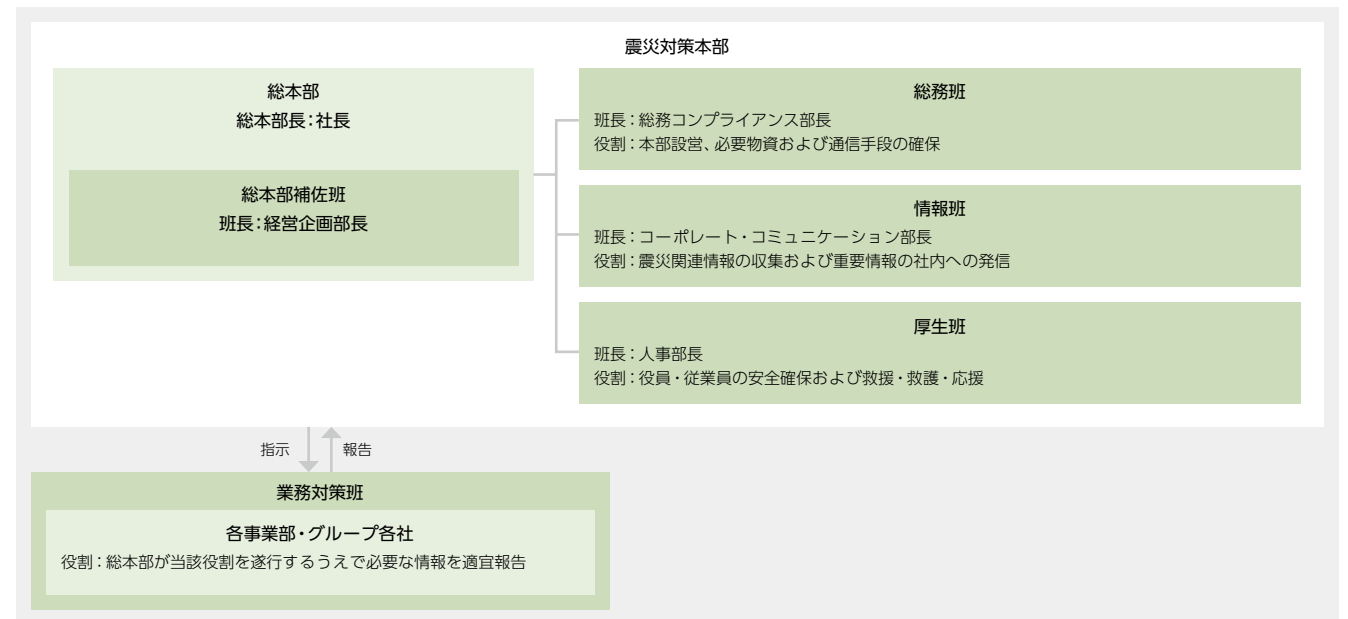 震災対策本部
総本部
総本部長：社長
総本部補佐班
班長：経営企画部長
総務班
班長：総務コンプライアンス部長
役割：本部設営、必要物資および通信手段の確保
情報班
班長：コーポレート・コミュニケーション部長
役割：震災関連情報の収集および重要情報の社内への発信
厚生班
班長：人事部長
役割：役員・従業員の安全確保および救援・救護・応援
指示
報告
業務対策班
各事業部・グループ各社
役割：総本部が当該役割を遂行するうえで必要な情報を適宜報告